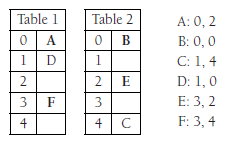 Table 1 Table 2 A: 0, 2
0 A 0 B B: 0, 0
1 D 1 C: 1, 4
2 2 E D: 1, 0
3 F 3 E: 3, 2
4 4 C F: 3, 4